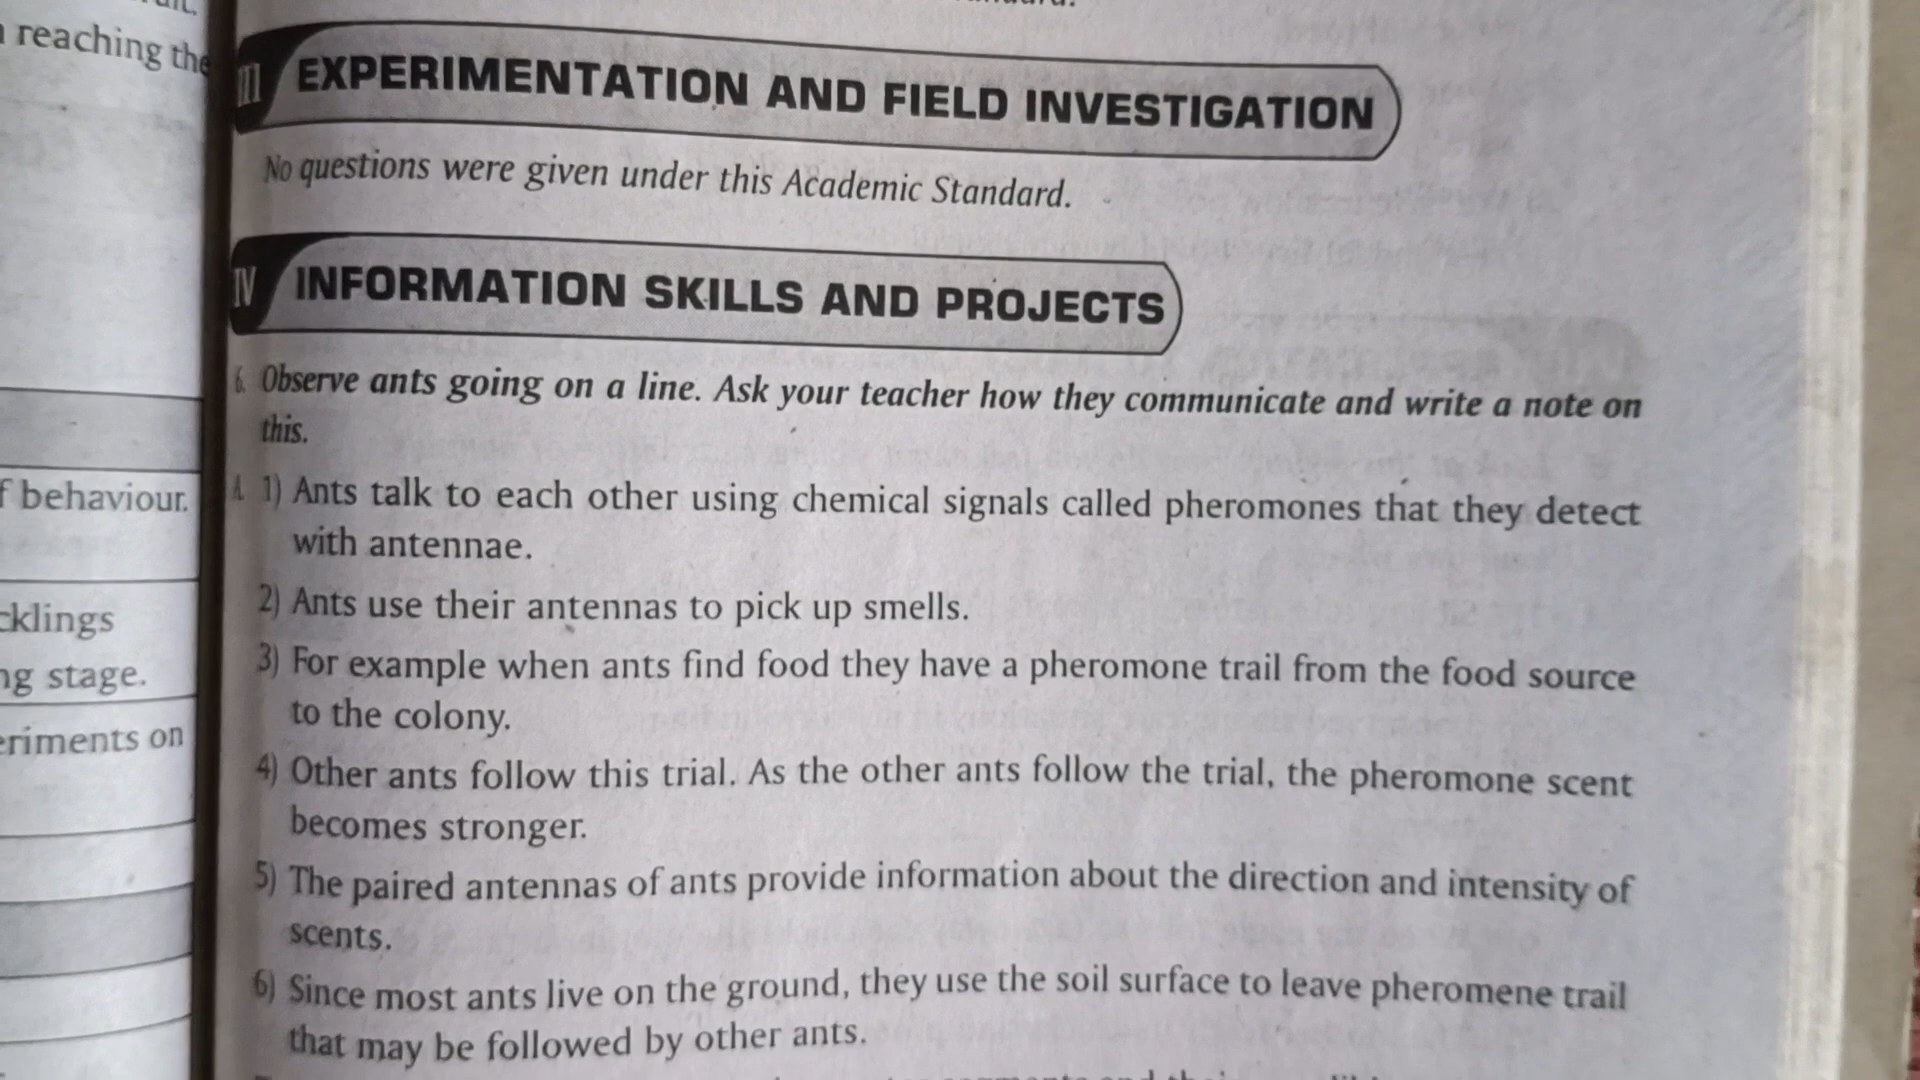 reaching the
f behaviour.
cklings
ng stage.
eriments on
III EXPERIMENTATION AND FIELD INVESTIGATION
No questions were given under this Academic Standard.
IV INFORMATION SKILLS AND PROJECTS
6. Observe ants going on a line. Ask your teacher how they communicate and write a note on
this.
A. 1) Ants talk to each other using chemical signals called pheromones that they detect
with antennae.
2) Ants use their antennas to pick up smells.
3) For example when ants find food they have a pheromone trail from the food source
to the colony.
4) Other ants follow this trial. As the other ants follow the trial, the pheromone scent
becomes stronger.
5) The paired antennas of ants provide information about the direction and intensity of
scents.
6) Since most ants live on the ground, they use the soil surface to leave pheromene trail
that may be followed by other ants.